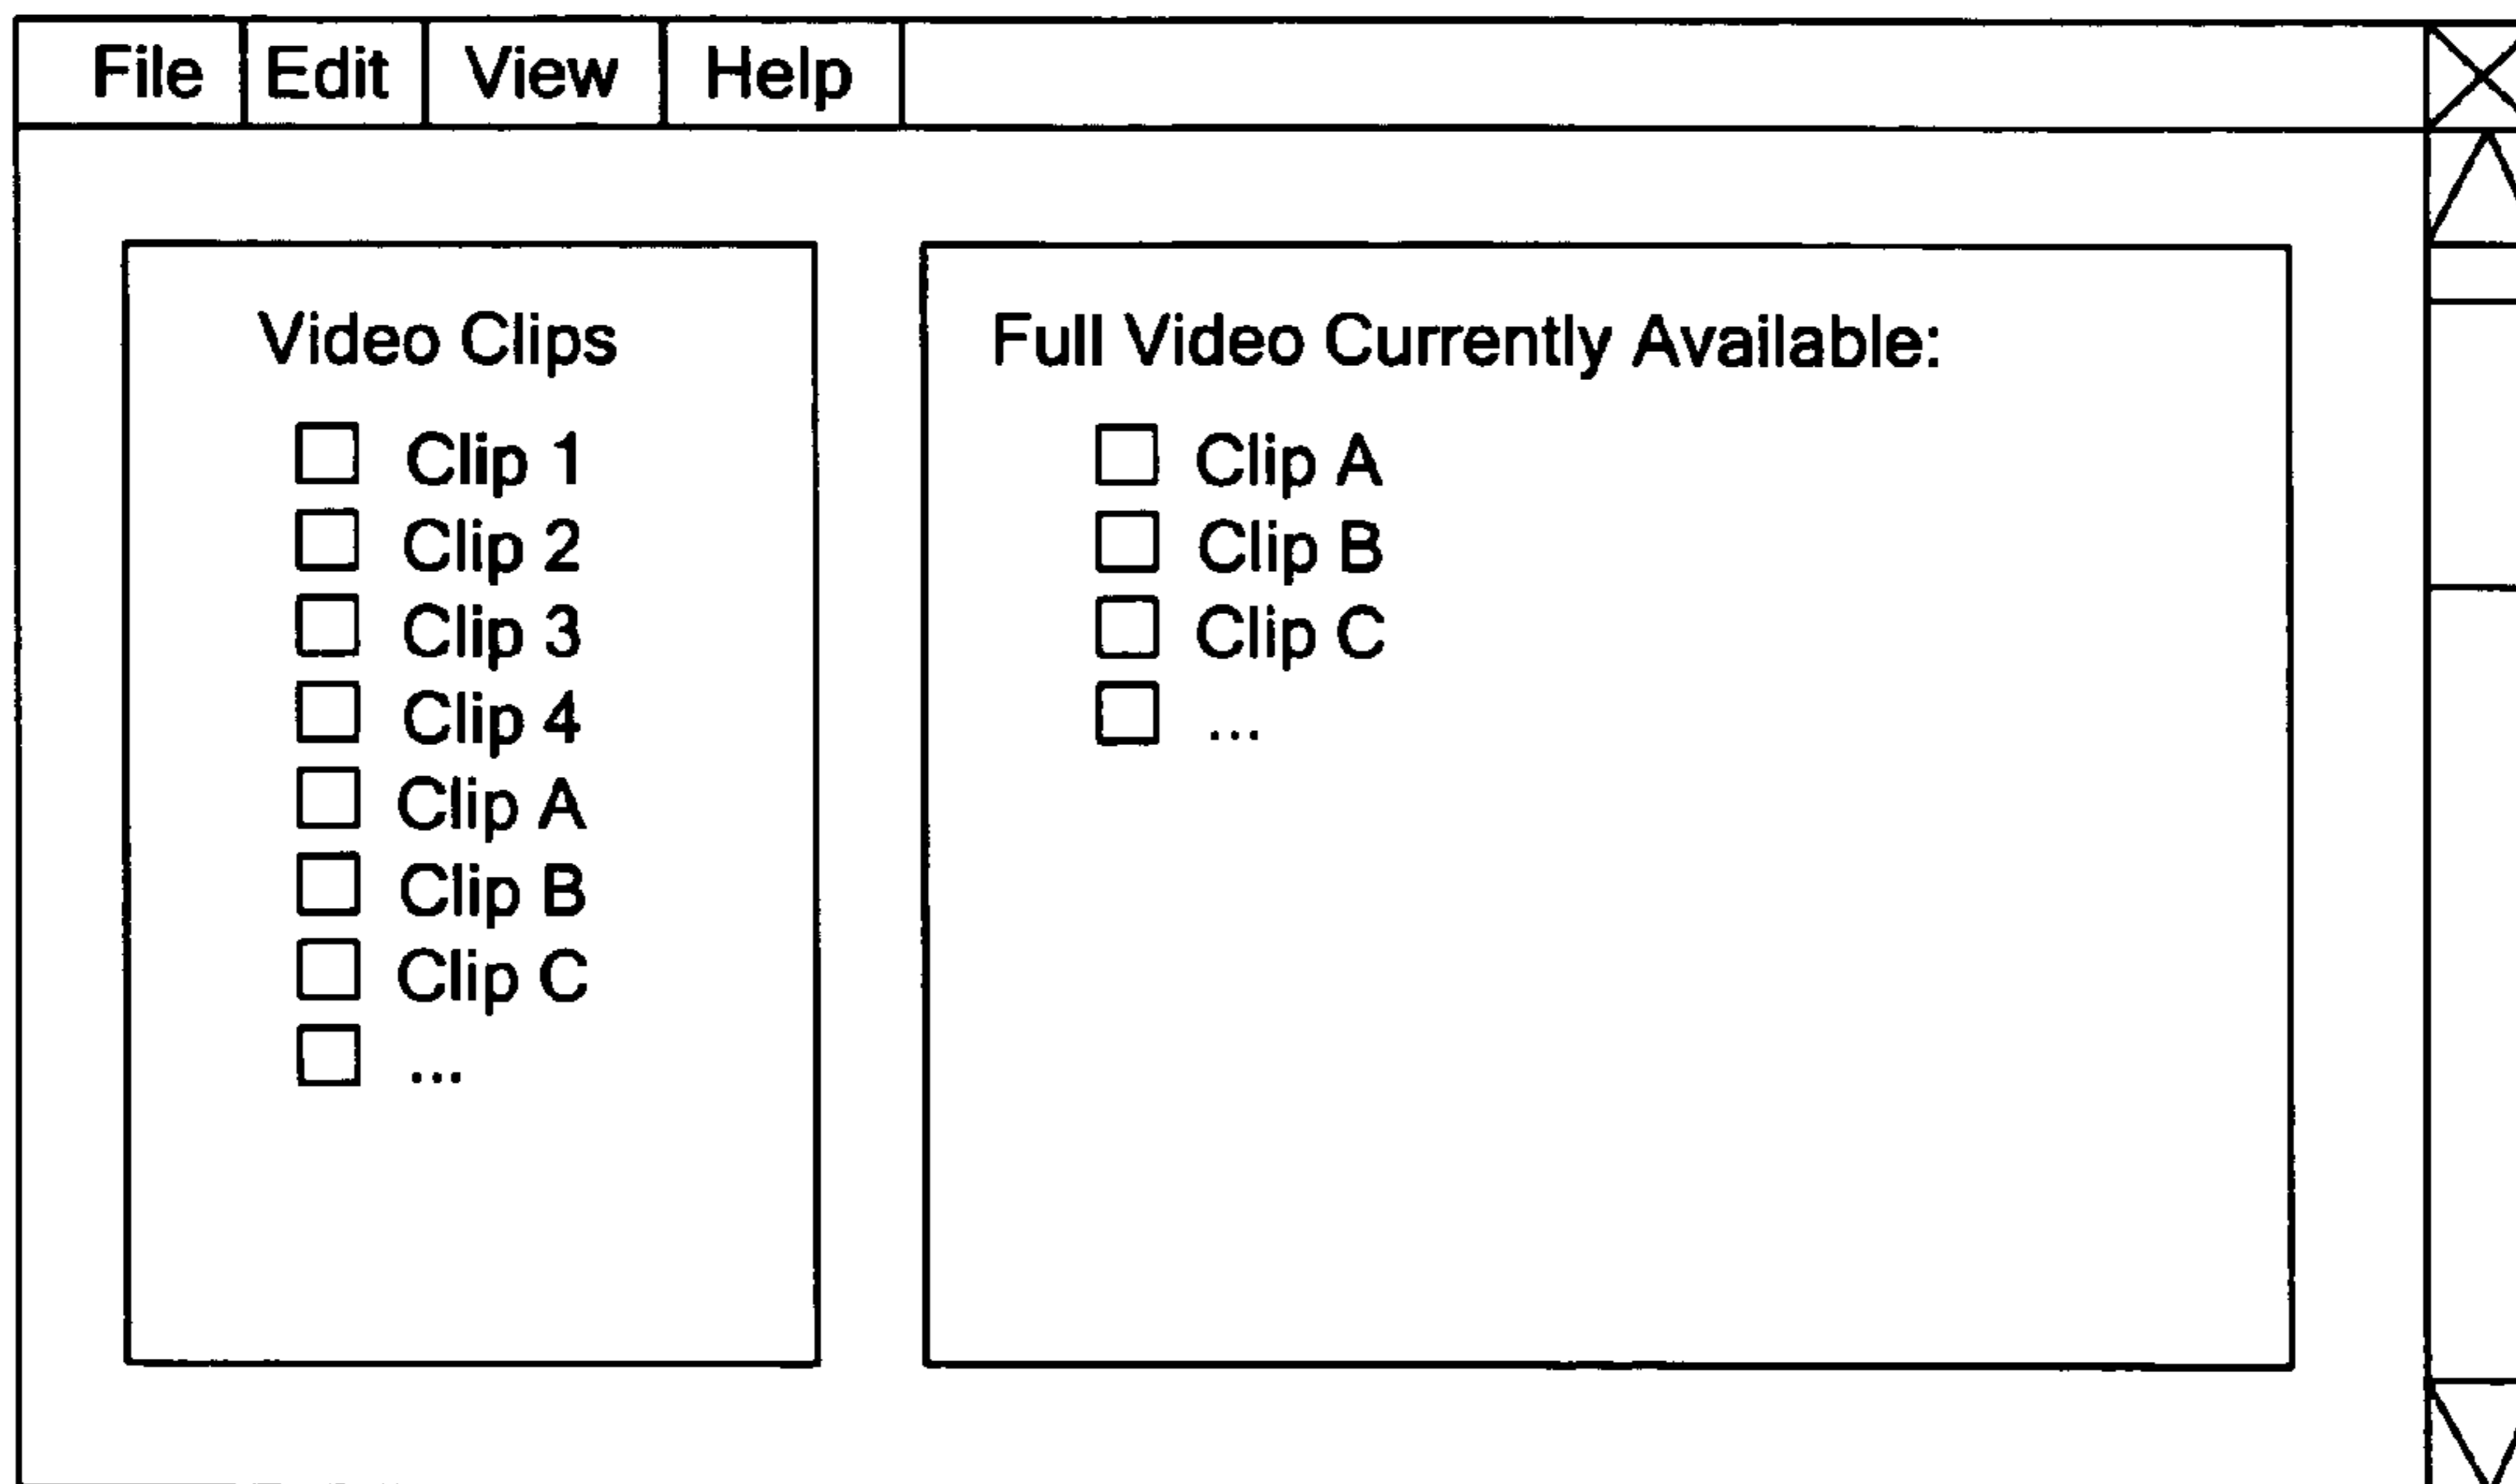 File Edit View Help
Video Clips
Clip 1
Clip 2
Clip 3
Clip 4
Clip A
Clip B
Clip C
...
Full Video Currently Available:
Clip A
Clip B
Clip C
...